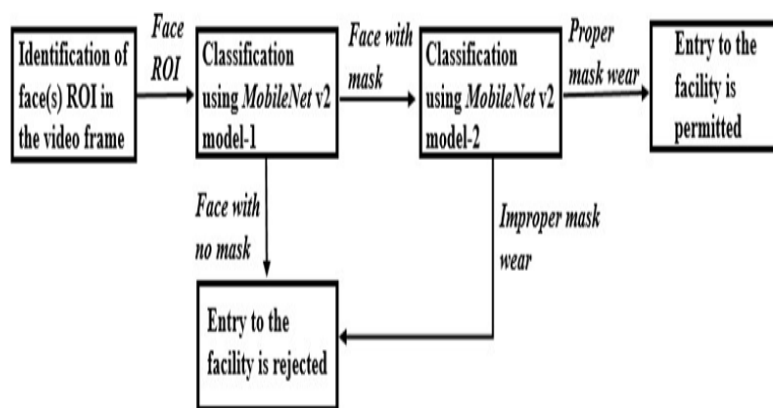 Identification of
face(s) ROI in
the video frame
Face
ROI
Classification
using MobileNet v2
model-1
Face with
mask
Classification
using MobileNet v2
model-2
Proper
mask wear
Entry to the
facility is
permitted
Face with
no mask
Improper mask
wear
Entry to the
facility is rejected